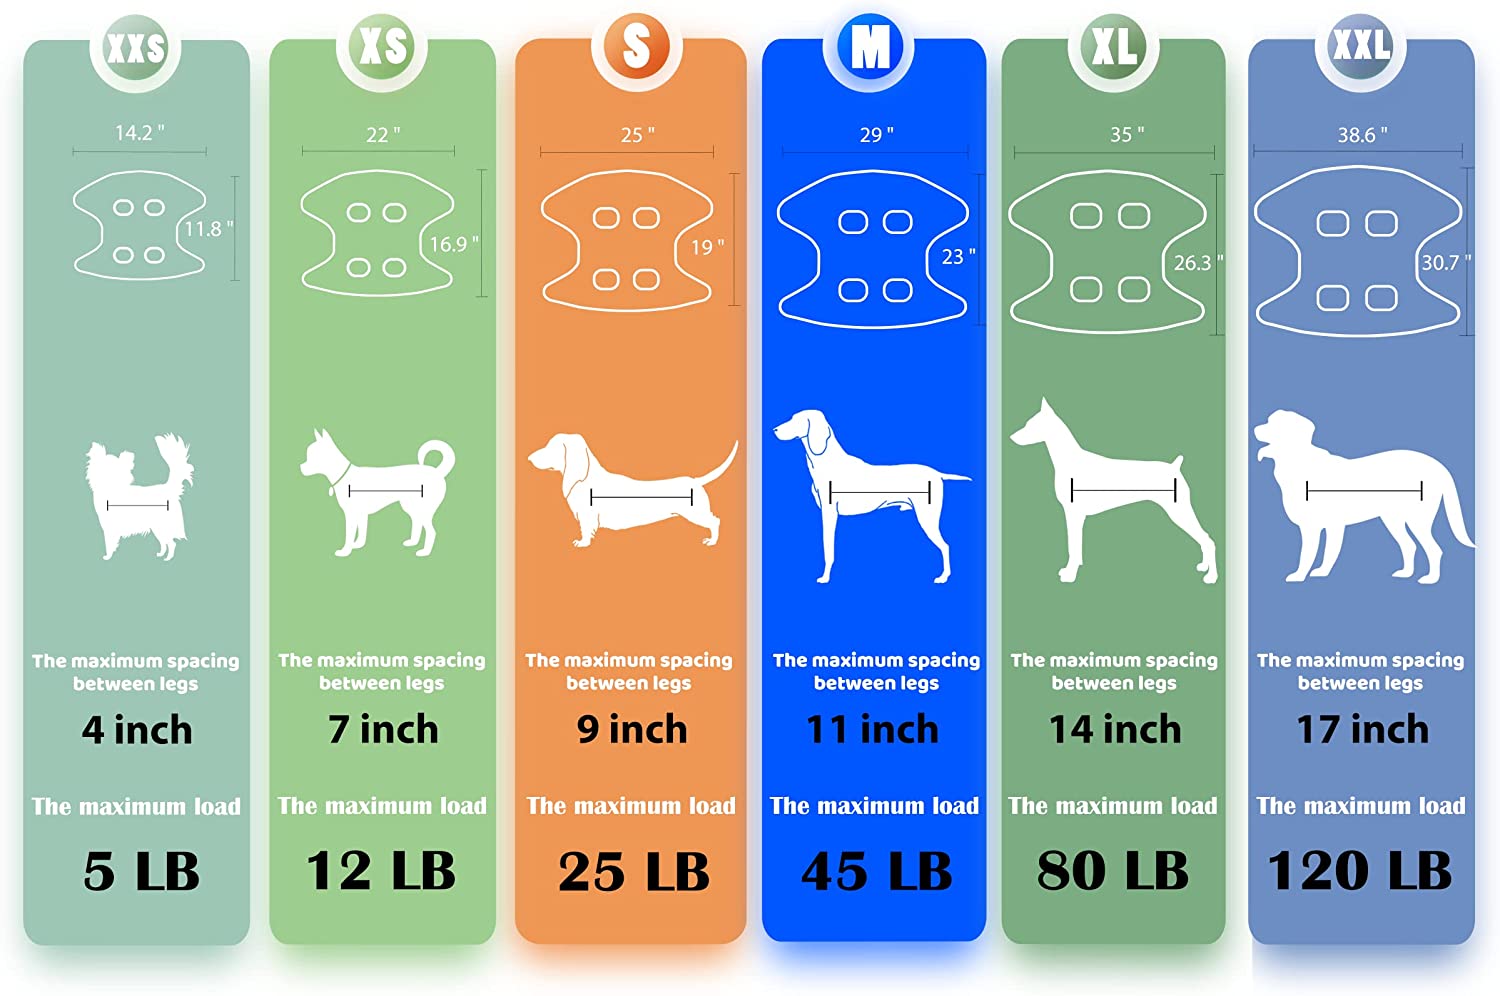 XXS
14.2 "
11.8 "
The maximum spacing
between legs
4 inch
The maximum load
5 LB
XS
22 "
16.9 "
The maximum spacing
between legs
7 inch
The maximum load
12 LB
S
25 "
19 "
The maximum spacing
between legs
9 inch
The maximum load
25 LB
M
29 "
23 "
The maximum spacing
between legs
11 inch
The maximum load
45 LB
XL
35 "
26.3 "
The maximum spacing
between legs
14 inch
The maximum load
80 LB
XXL
38.6 "
30.7 "
The maximum spacing
between legs
17 inch
The maximum load
120 LB